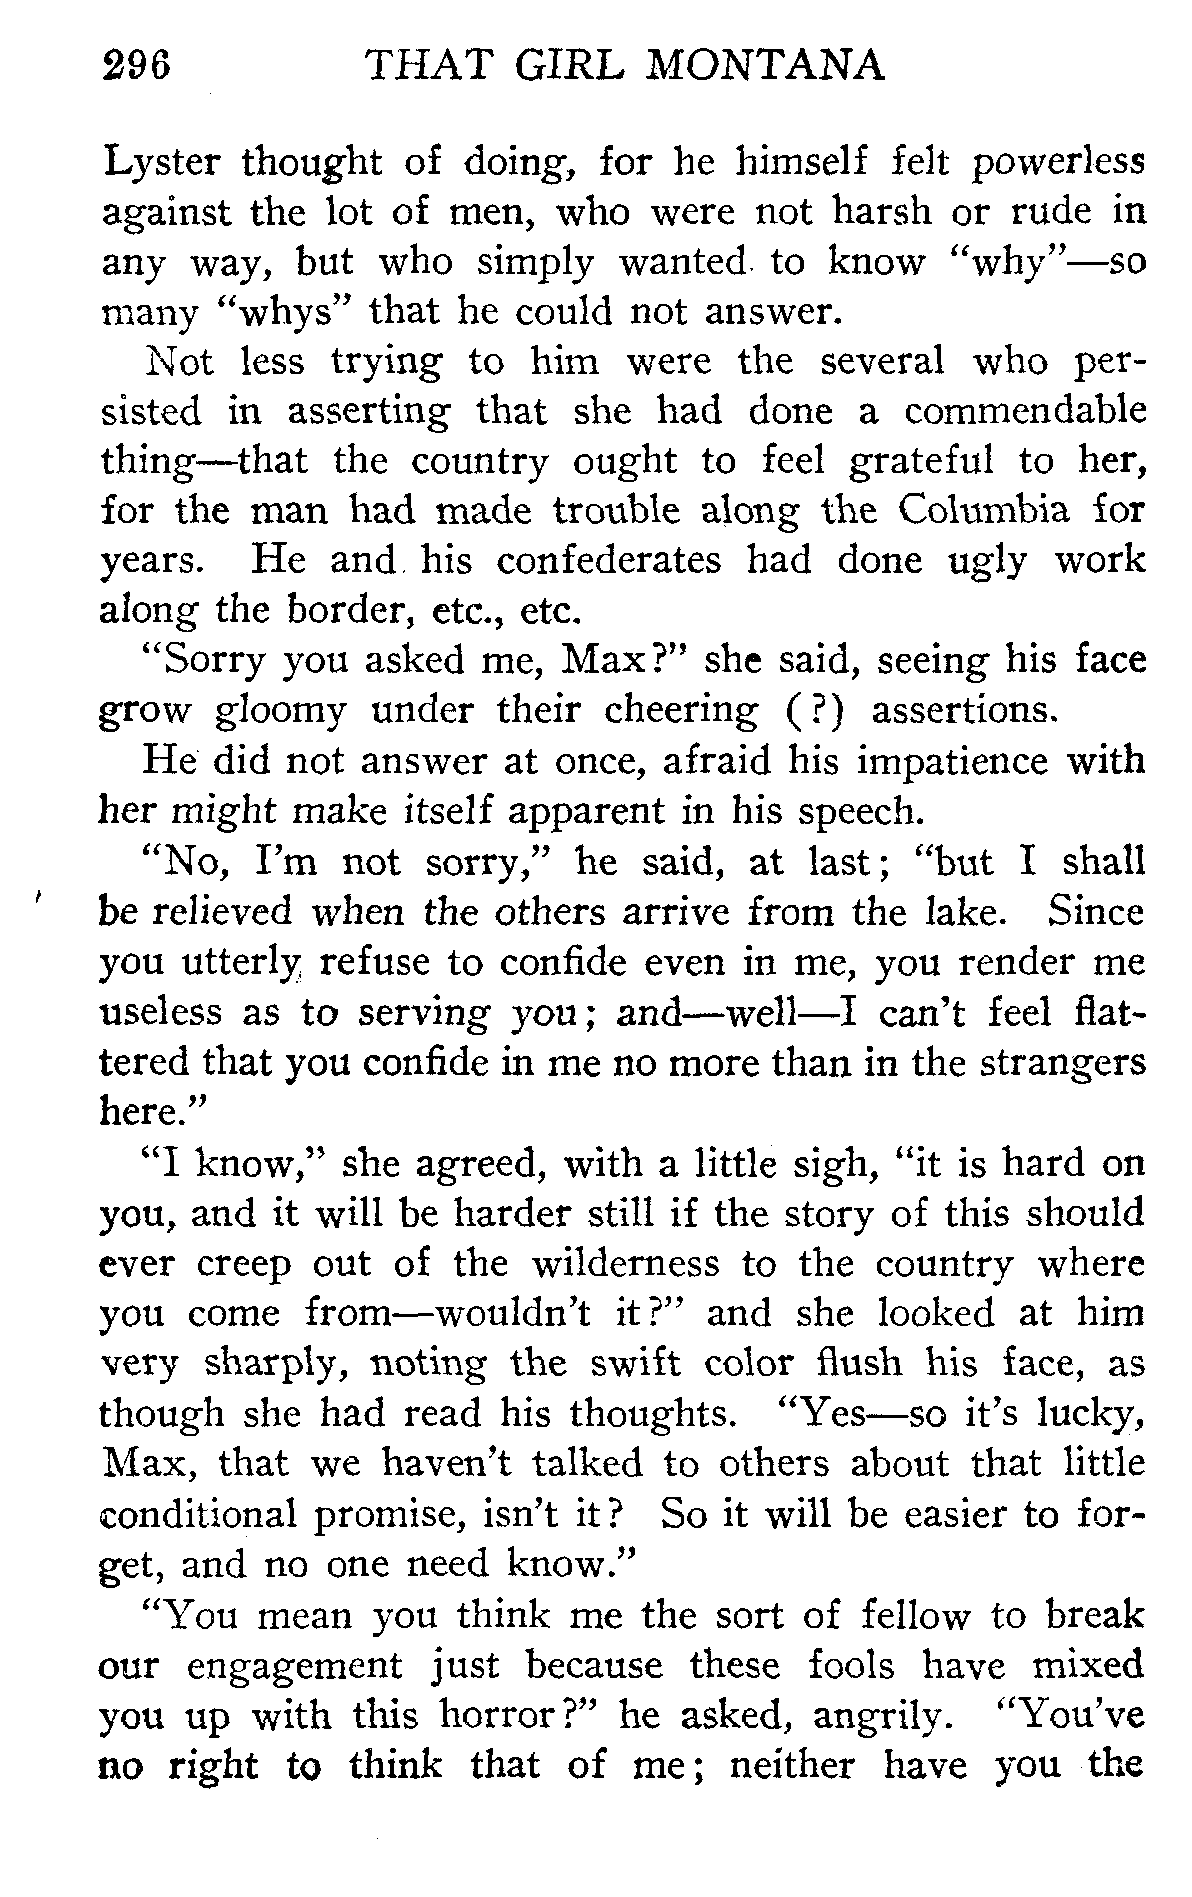 296 THAT GIRL MONTANA
Lyster thought of doing, for he himself felt powerless
against the lot of men, who were not harsh or rude in
any way, but who simply wanted to know “why”—so
many “whys” that he could not answer.
Not less trying to him were the several who per-
sisted in asserting that she had done a commendable
thing—that the country ought to feel grateful to her,
for the man had made trouble along the Columbia for
years. He and his confederates had done ugly work
along the border, etc., etc.
“Sorry you asked me, Max?” she said, seeing his face
grow gloomy under their cheering (?) assertions.
He did not answer at once, afraid his impatience with
her might make itself apparent in his speech.
“No, I’m not sorry,” he said, at last; “but I shall
be relieved when the others arrive from the lake. Since
you utterly refuse to confide even in me, you render me
useless as to serving you; and—well—I can’t feel flat-
tered that you confide in me no more than in the strangers
here.”
“I know,” she agreed, with a little sigh, “it is hard on
you, and it will be harder still if the story of this should
ever creep out of the wilderness to the country where
you come from—wouldn’t it?” and she looked at him
very sharply, noting the swift color flush his face, as
though she had read his thoughts. “Yes—so it’s lucky,
Max, that we haven’t talked to others about that little
conditional promise, isn’t it? So it will be easier to for-
get, and no one need know.”
“You mean you think me the sort of fellow to break
our engagement just because these fools have mixed
you up with this horror?” he asked, angrily. “You’ve
no right to think that of me; neither have you the